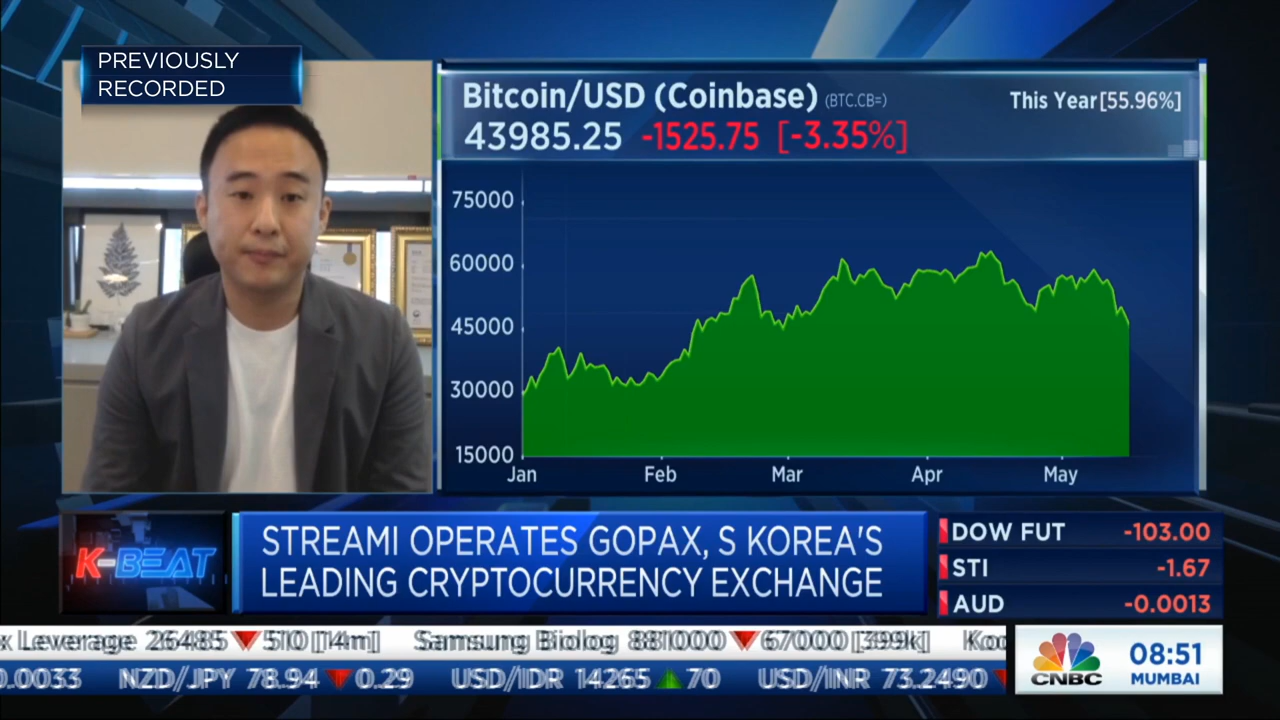 PREVIOUSLY
RECORDED
Bitcoin/USD (Coinbase) (BTC.CB=)
This Year[55.96%]
43985.25 -1525.75 [-3.35%]
75000
60000
45000
30000
15000
Jan Feb Mar Apr May
K-BEAT
STREAMI OPERATES GOPAX, S KOREA'S
LEADING CRYPTOCURRENCY EXCHANGE
DOW FUT -103.00
STI -1.67
AUD -0.0013
x Leverage 26485 ▼ 510 [14m] Samsung Biolog 881000 ▼ 67000 [399k] Koo
0.0033 NZD/JPY 78.94 ▼ 0.29 USD/IDR 14265 ▲ 70 USD/INR 73.2490 ▼
CNBC
08:51
MUMBAI